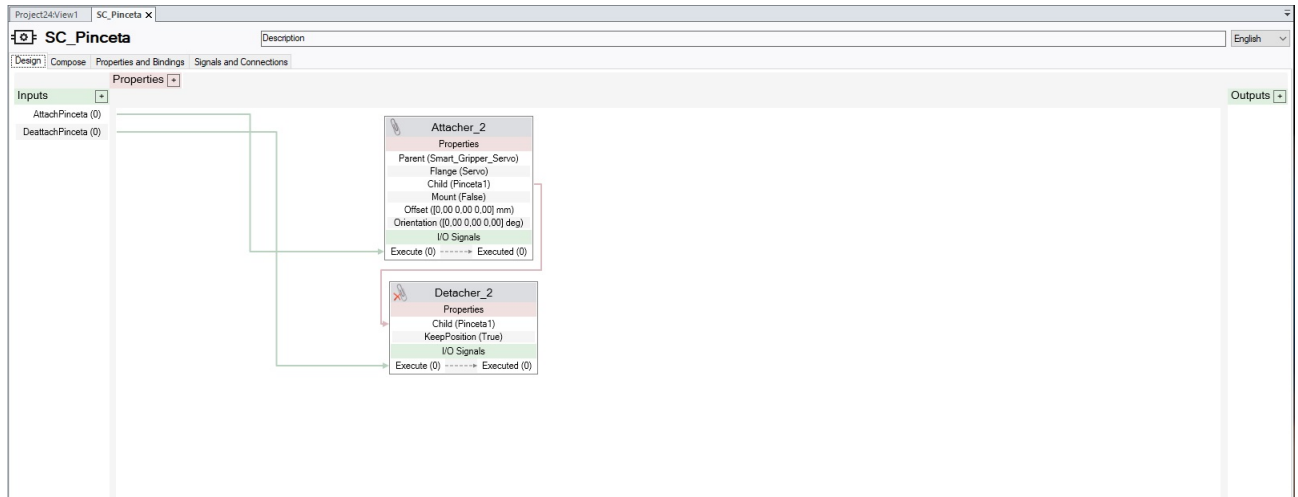 Project24:View1 SC_Pinceta X
SC_Pinceta Description English
Design Compose Properties and Bindings Signals and Connections
Properties +
Inputs + Outputs +
AttachPinceta (0)
DeattachPinceta (0)
Attacher_2
Properties
Parent (Smart_Gripper_Servo)
Flange (Servo)
Child (Pinceta1)
Mount (False)
Offset ([0,00 0,00 0,00] mm)
Orientation ([0,00 0,00 0,00] deg)
I/O Signals
Execute (0) Executed (0)
Detacher_2
Properties
Child (Pinceta1)
KeepPosition (True)
I/O Signals
Execute (0) Executed (0)